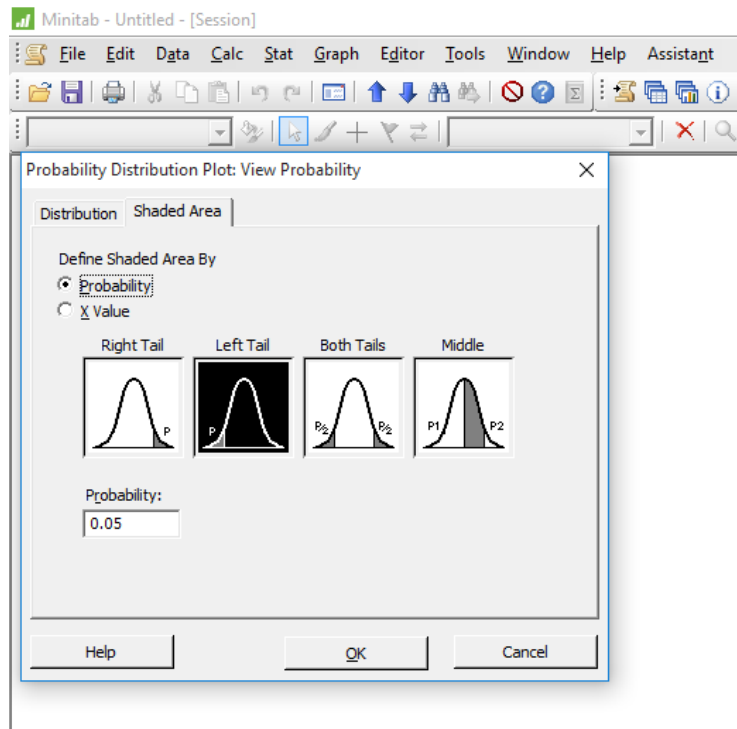 Minitab - Untitled - [Session]
File Edit Data Calc Stat Graph Editor Tools Window Help Assistant
Probability Distribution Plot: View Probability
Distribution Shaded Area
Define Shaded Area By
Probability
X Value
Right Tail Left Tail Both Tails Middle
P P P/2 P/2 P1 P2
Probability:
0.05
Help OK Cancel